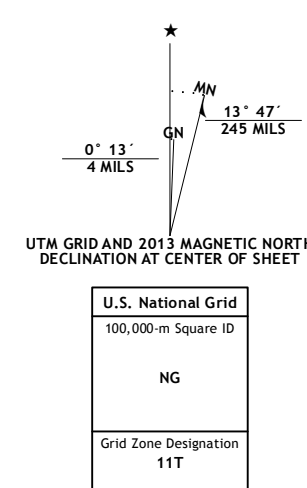 ★
MN
GN
13° 47´
245 MILS
0° 13´
4 MILS
UTM GRID AND 2013 MAGNETIC NORTH
DECLINATION AT CENTER OF SHEET
U.S. National Grid
100,000-m Square ID
NG
Grid Zone Designation
11T